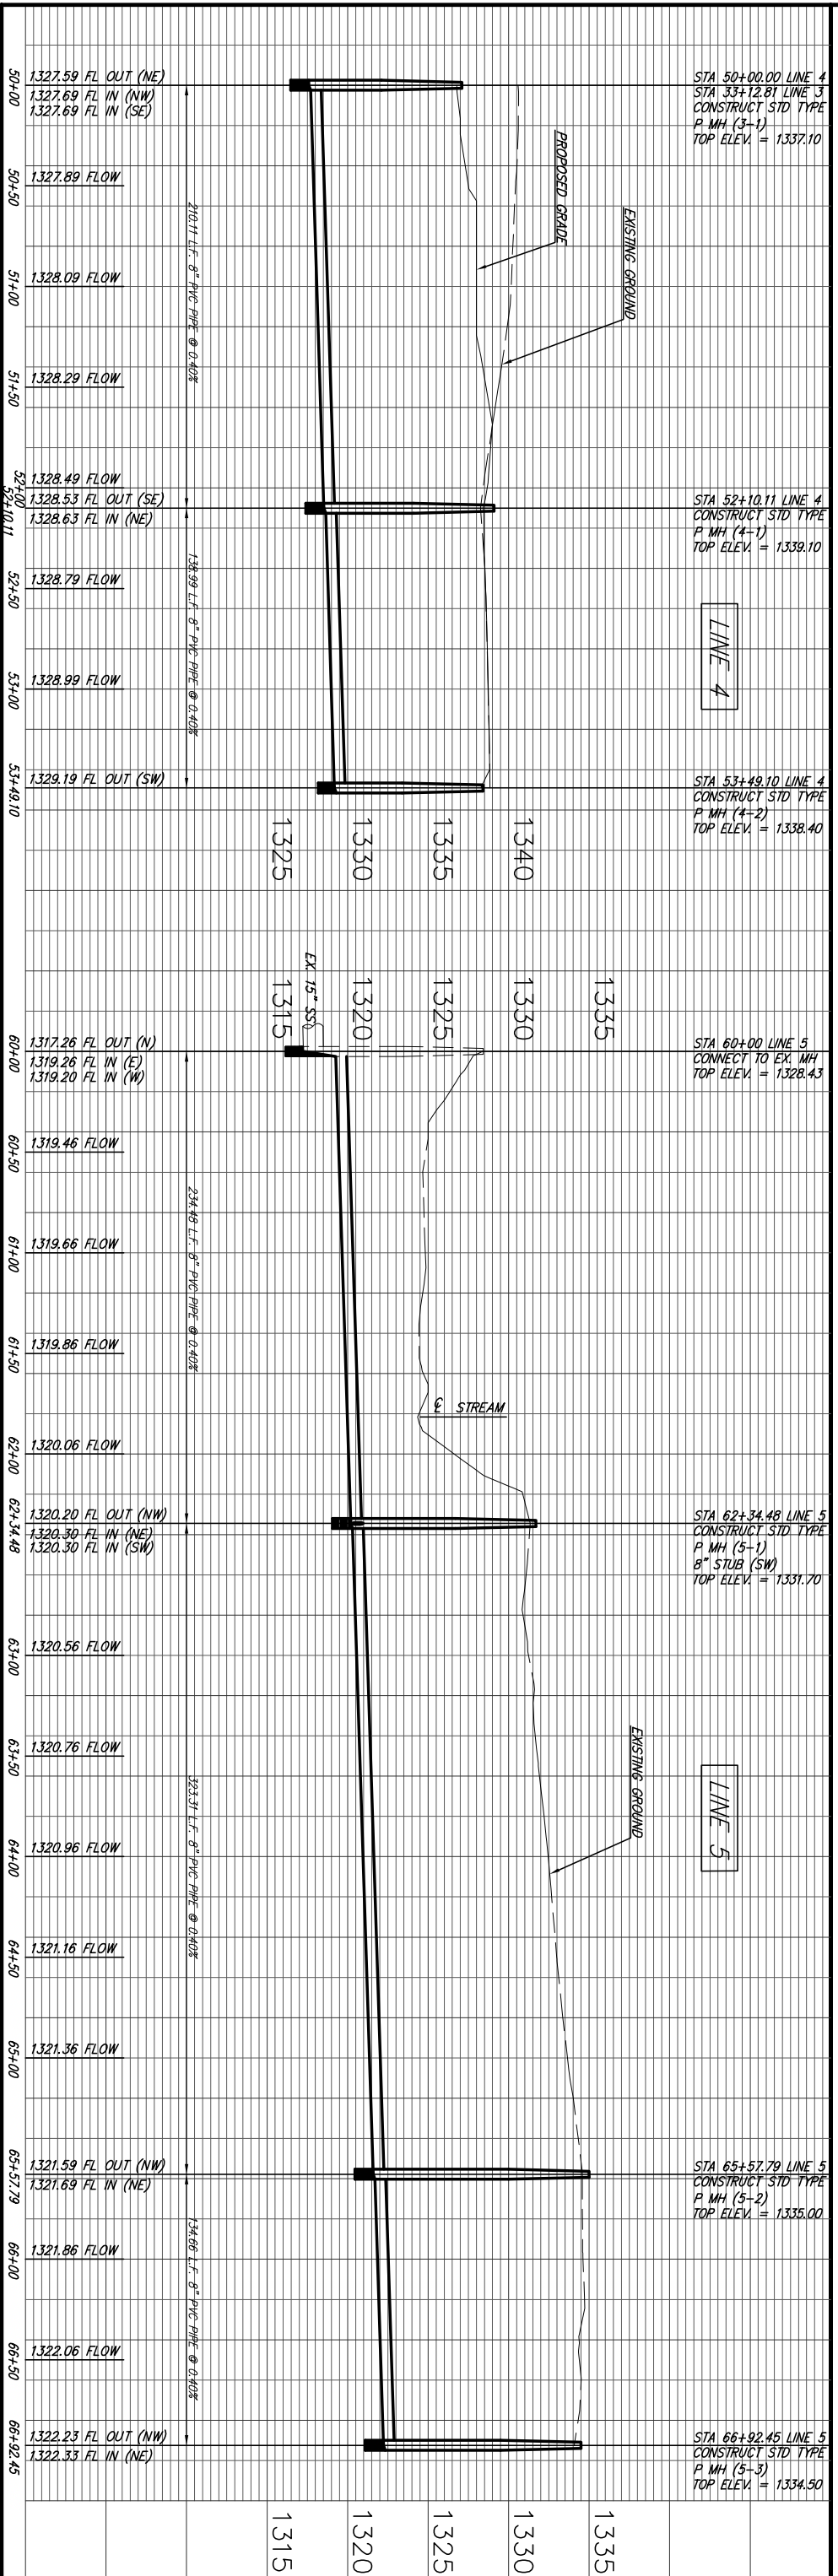 STA 50+00.00 LINE 4
STA 33+12.81 LINE 3
CONSTRUCT STD TYPE
P MH (3-1)
TOP ELEV. = 1337.10
STA 52+10.11 LINE 4
CONSTRUCT STD TYPE
P MH (4-1)
TOP ELEV. = 1339.10
LINE 4
STA 53+49.10 LINE 4
CONSTRUCT STD TYPE
P MH (4-2)
TOP ELEV. = 1338.40
PROPOSED GRADE
EXISTING GROUND
1340
1335
1330
1325
210.11 L.F. 8" PVC PIPE @ 0.40%
138.99 L.F. 8" PVC PIPE @ 0.40%
1327.59 FL OUT (NE)
1327.69 FL IN (NW)
1327.69 FL IN (SE)
1327.89 FLOW
1328.09 FLOW
1328.29 FLOW
1328.49 FLOW
1328.53 FL OUT (SE)
1328.63 FL IN (NE)
1328.79 FLOW
1328.99 FLOW
1329.19 FL OUT (SW)
50+00
50+50
51+00
51+50
52+00
52+10.11
52+50
53+00
53+49.10
STA 60+00 LINE 5
CONNECT TO EX. MH
TOP ELEV. = 1328.43
STA 62+34.48 LINE 5
CONSTRUCT STD TYPE
P MH (5-1)
8" STUB (SW)
TOP ELEV. = 1331.70
LINE 5
STA 65+57.79 LINE 5
CONSTRUCT STD TYPE
P MH (5-2)
TOP ELEV. = 1335.00
STA 66+92.45 LINE 5
CONSTRUCT STD TYPE
P MH (5-3)
TOP ELEV. = 1334.50
1335
1330
1325
1320
1315
EX. 15" SS
℄ STREAM
EXISTING GROUND
1335
1330
1325
1320
1315
234.48 L.F. 8" PVC PIPE @ 0.40%
323.31 L.F. 8" PVC PIPE @ 0.40%
134.66 L.F. 8" PVC PIPE @ 0.40%
1317.26 FL OUT (N)
1319.26 FL IN (E)
1319.20 FL IN (W)
1319.46 FLOW
1319.66 FLOW
1319.86 FLOW
1320.06 FLOW
1320.20 FL OUT (NW)
1320.30 FL IN (NE)
1320.30 FL IN (SW)
1320.56 FLOW
1320.76 FLOW
1320.96 FLOW
1321.16 FLOW
1321.36 FLOW
1321.59 FL OUT (NW)
1321.69 FL IN (NE)
1321.86 FLOW
1322.06 FLOW
1322.23 FL OUT (NW)
1322.33 FL IN (NE)
60+00
60+50
61+00
61+50
62+00
62+34.48
63+00
63+50
64+00
64+50
65+00
65+57.79
66+00
66+50
66+92.45